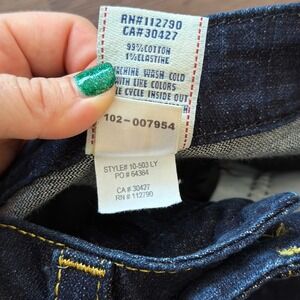 RN#112790
CA#30427
99%COTTON
1%ELASTINE
MACHINE WASH COLD
WITH LIKE COLORS
CYCLE INSIDE OUT
102-007954
STYLE# 10-503 LY
PO # 64364
CA # 30427
RN # 112790